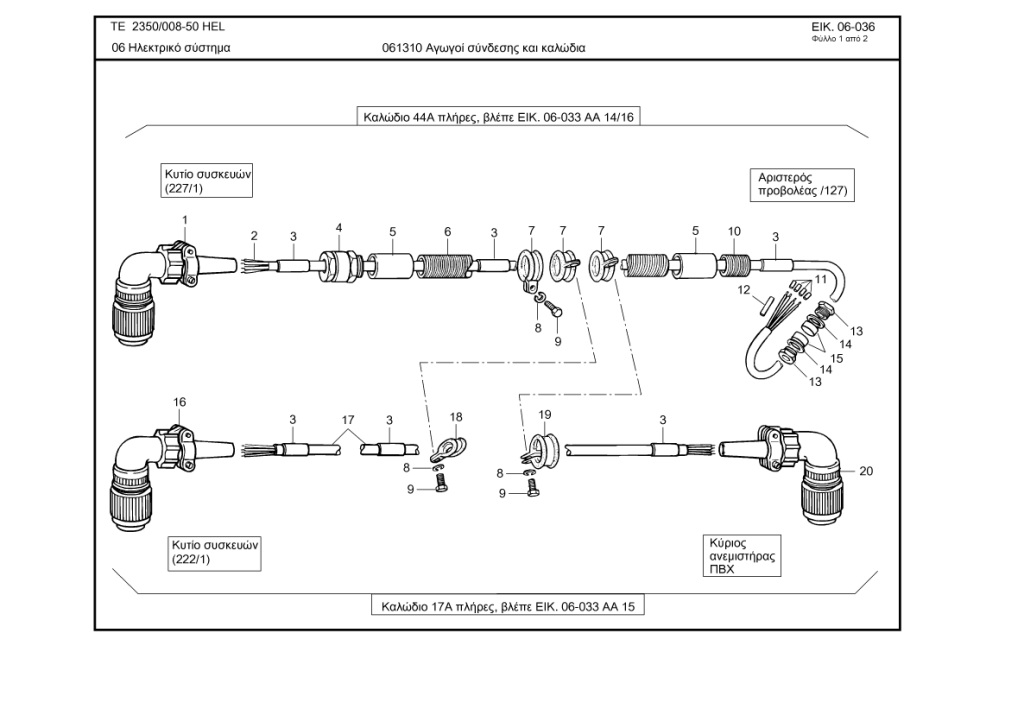 ΤΕ 2350/008-50 HEL
ΕΙΚ. 06-036
Φύλλο 1 από 2
06 Ηλεκτρικό σύστημα
061310 Αγωγοί σύνδεσης και καλώδια
Καλώδιο 44Α πλήρες, βλέπε ΕΙΚ. 06-033 ΑΑ 14/16
Κυτίο συσκευών
(227/1)
Αριστερός
προβολέας /127)
1
2
3
4
5
6
3
7
7
7
5
10
3
8
9
12
11
13
14
15
14
13
16
3
17
3
18
8
9
19
8
9
3
20
Κυτίο συσκευών
(222/1)
Κύριος
ανεμιστήρας
ΠΒΧ
Καλώδιο 17Α πλήρες, βλέπε ΕΙΚ. 06-033 ΑΑ 15